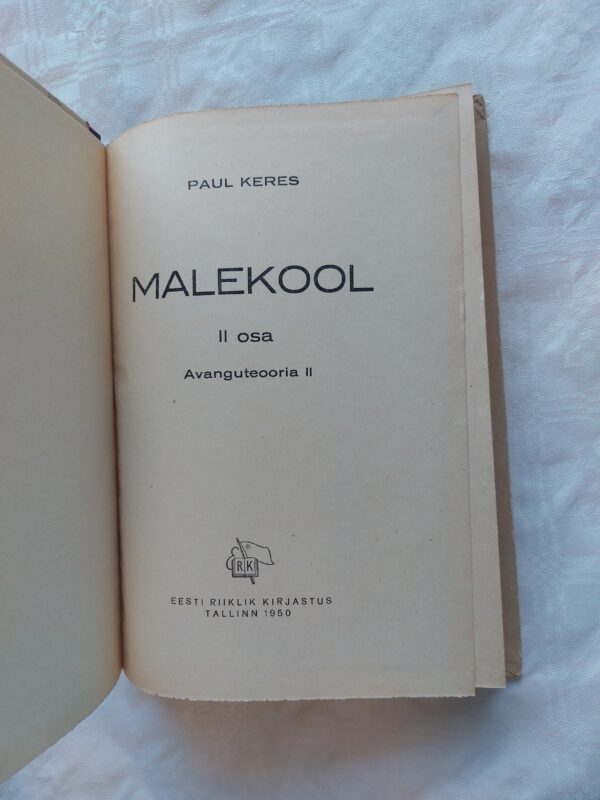 PAUL KERES
MALEKOOL
II osa
Avanguteooria II
RK
EESTI RIIKLIK KIRJASTUS
TALLINN 1950